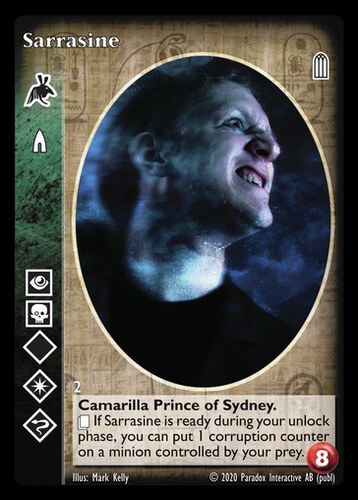 Sarrasine
2
Camarilla Prince of Sydney.
If Sarrasine is ready during your unlock
phase, you can put 1 corruption counter
on a minion controlled by your prey.
8
Illus: Mark Kelly © 2020 Paradox Interactive AB (publ)